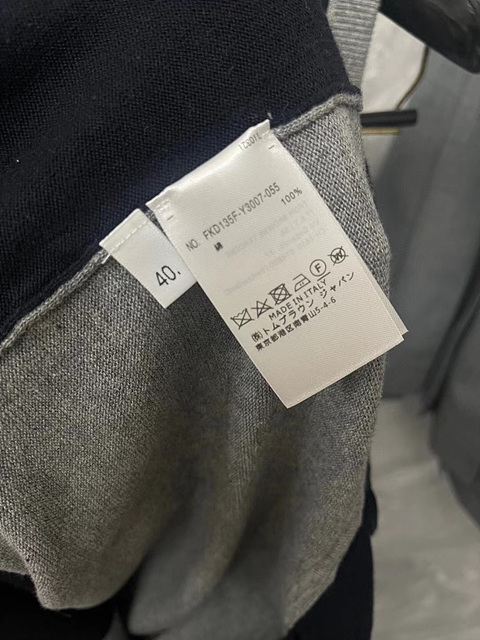 40.
NO. FKD135F-Y3007-055
綿 100%
MADE IN ITALY
㈱トムブラウン ジャパン
東京都港区南青山5-4-6